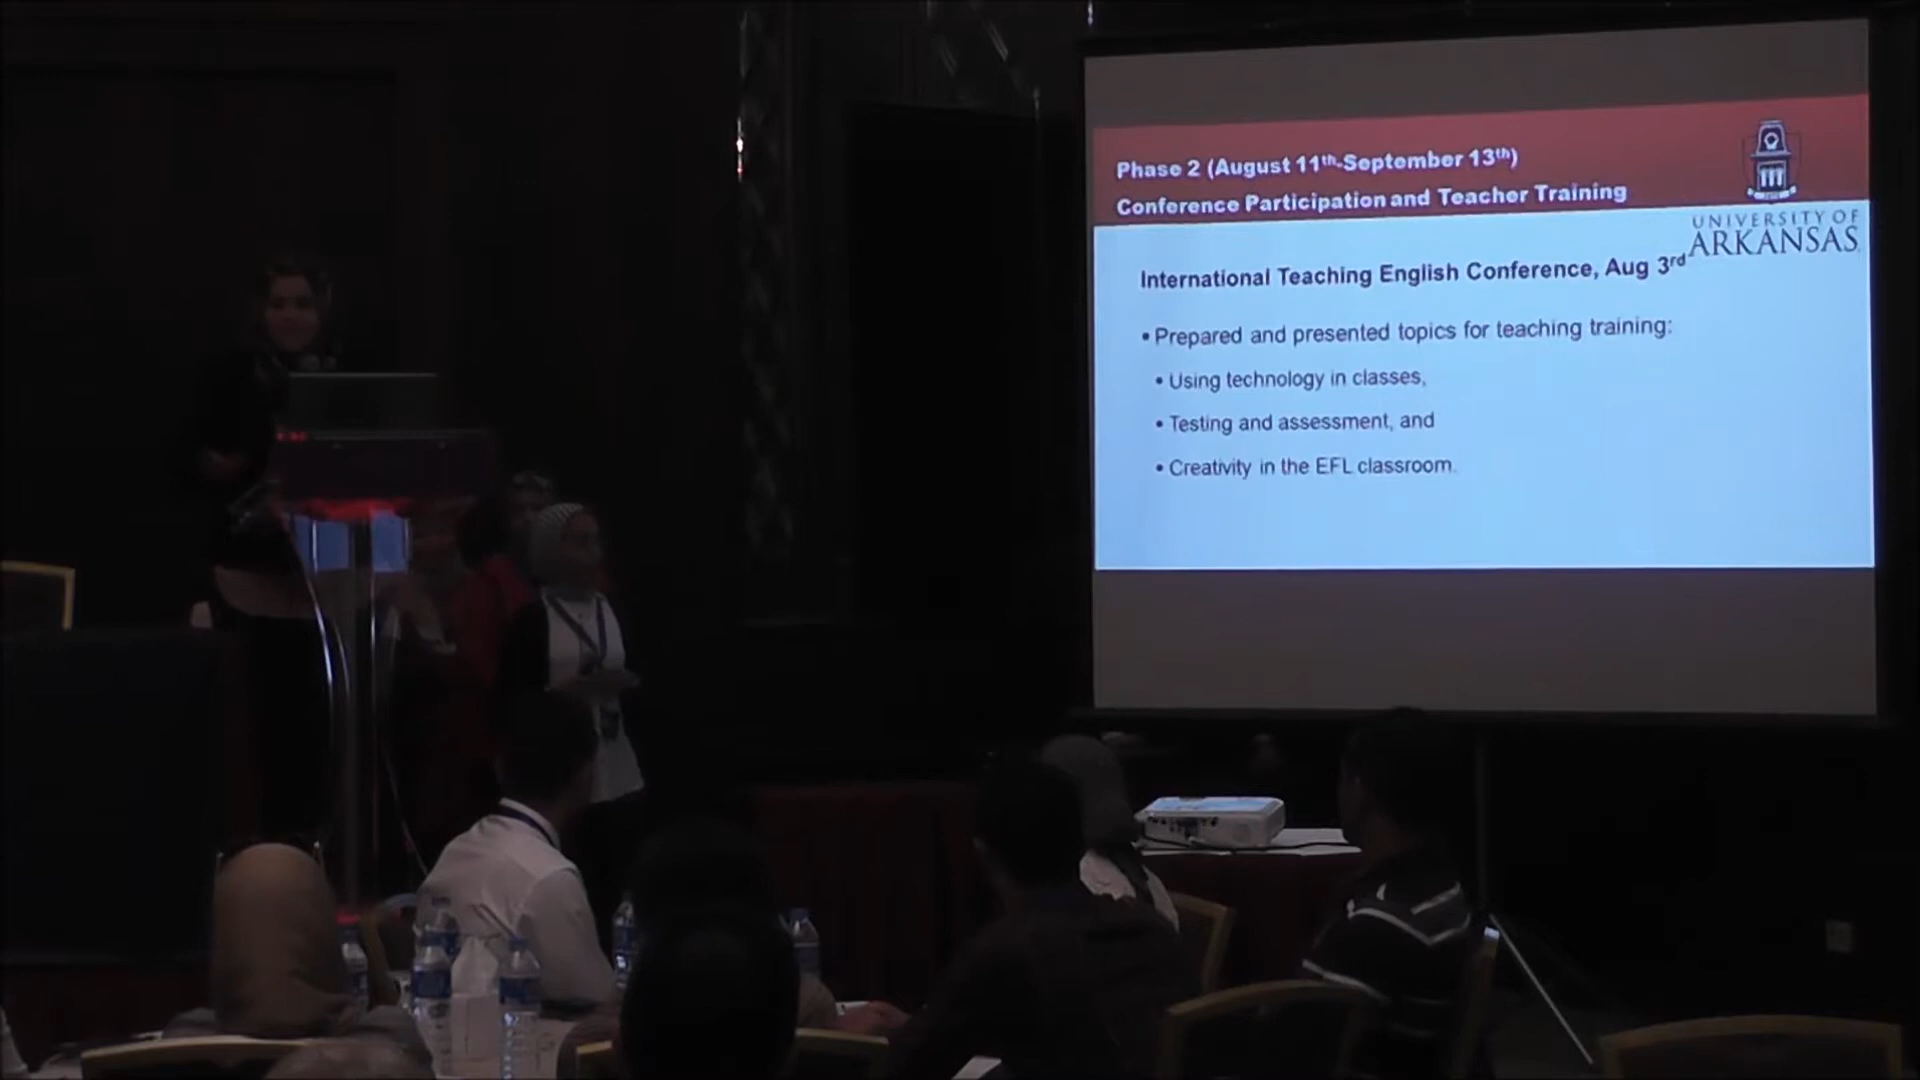 Phase 2 (August 11th-September 13th)
Conference Participation and Teacher Training
UNIVERSITY OF
ARKANSAS
International Teaching English Conference, Aug 3rd
• Prepared and presented topics for teaching training:
• Using technology in classes,
• Testing and assessment, and
• Creativity in the EFL classroom.